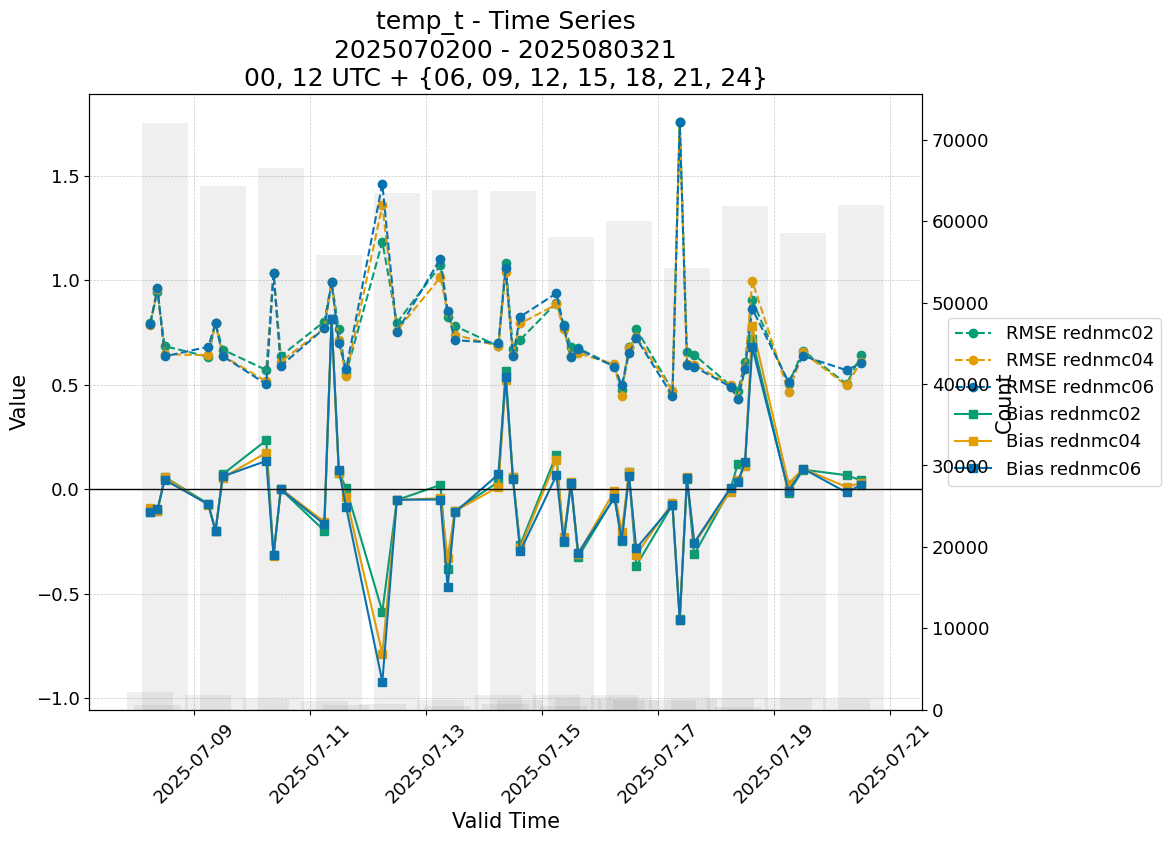 temp_t - Time Series
2025070200 - 2025080321
00, 12 UTC + {06, 09, 12, 15, 18, 21, 24}
Value
1.5
1.0
0.5
0.0
−0.5
−1.0
70000
60000
50000
40000
30000
20000
10000
0
Count
RMSE rednmc02
RMSE rednmc04
RMSE rednmc06
Bias rednmc02
Bias rednmc04
Bias rednmc06
2025-07-09
2025-07-11
2025-07-13
2025-07-15
2025-07-17
2025-07-19
2025-07-21
Valid Time